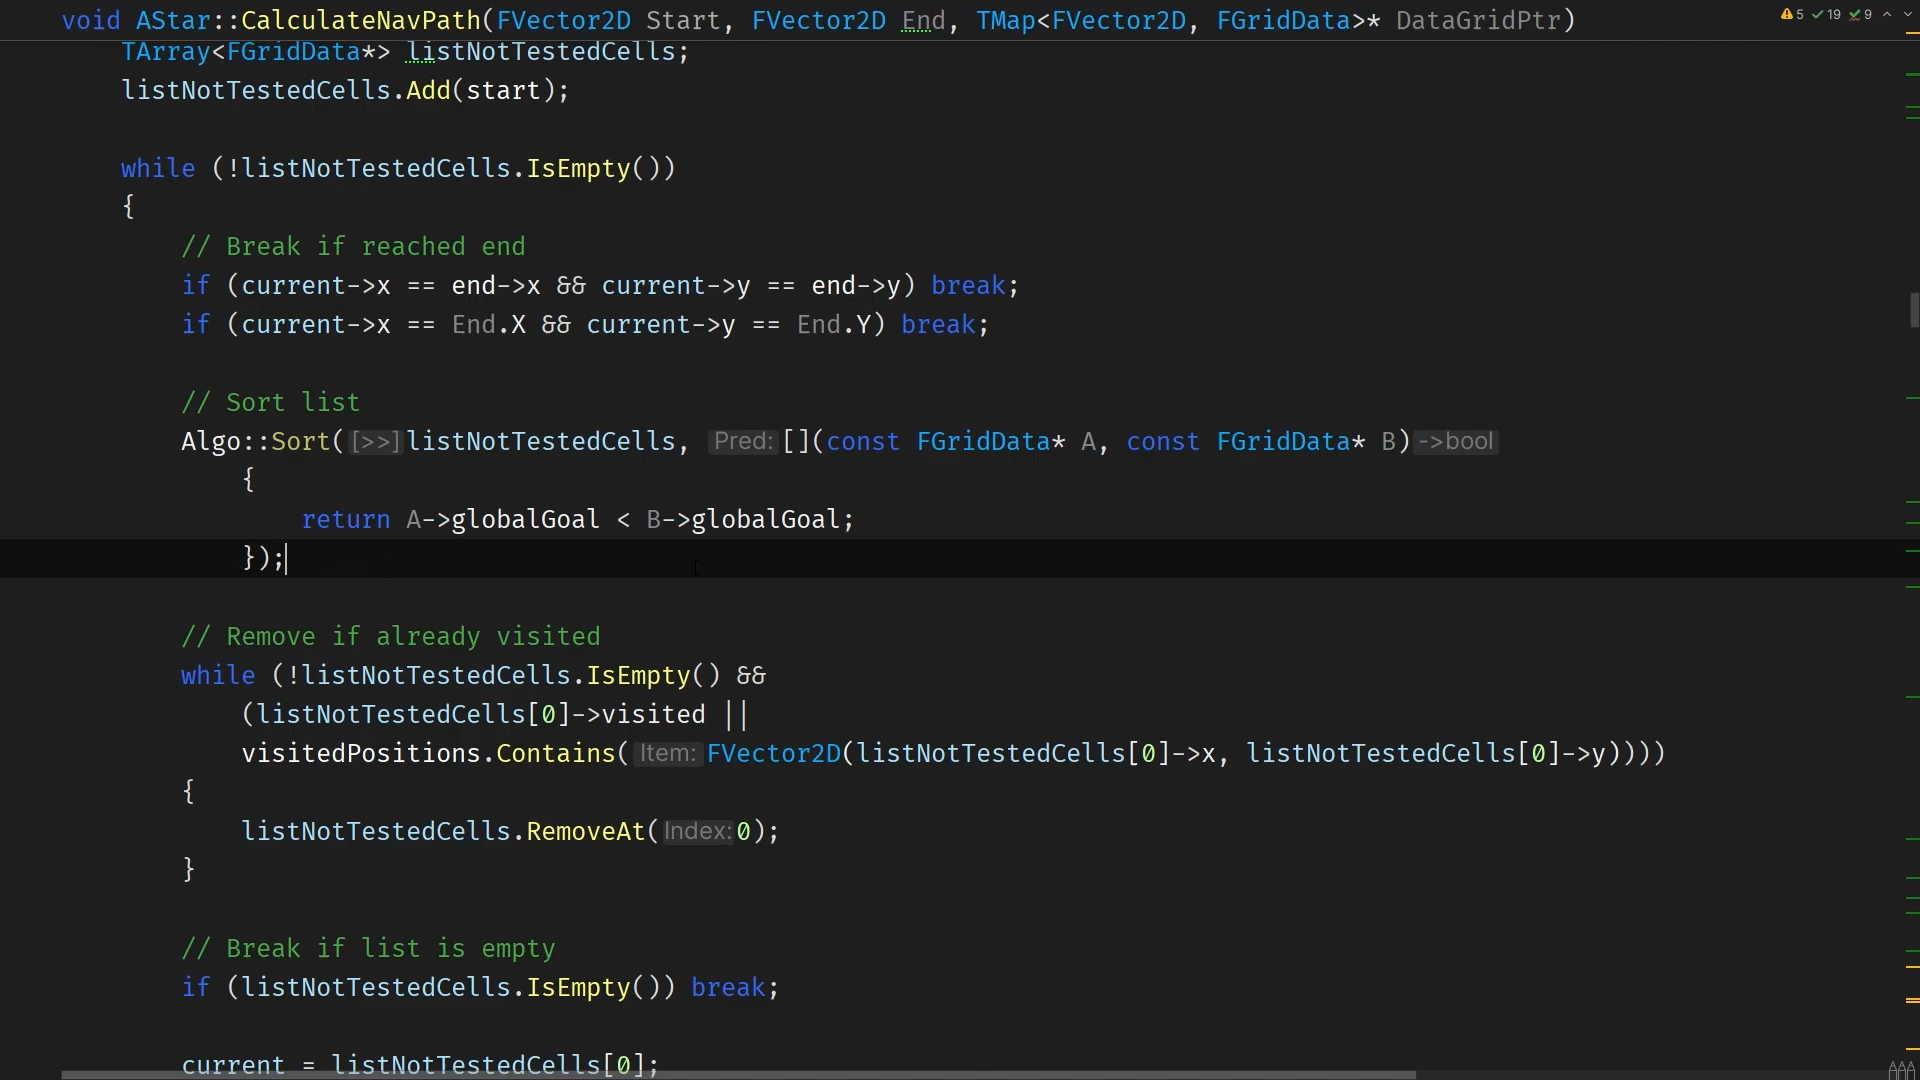 void AStar::CalculateNavPath(FVector2D Start, FVector2D End, TMap<FVector2D, FGridData>* DataGridPtr)
5 19 9
TArray<FGridData*> listNotTestedCells;
listNotTestedCells.Add(start);
while (!listNotTestedCells.IsEmpty())
{
// Break if reached end
if (current->x == end->x && current->y == end->y) break;
if (current->x == End.X && current->y == End.Y) break;
// Sort list
Algo::Sort([>>]listNotTestedCells, Pred:[](const FGridData* A, const FGridData* B)->bool
{
return A->globalGoal < B->globalGoal;
});
// Remove if already visited
while (!listNotTestedCells.IsEmpty() &&
(listNotTestedCells[0]->visited ||
visitedPositions.Contains(Item:FVector2D(listNotTestedCells[0]->x, listNotTestedCells[0]->y))))
{
listNotTestedCells.RemoveAt(Index:0);
}
// Break if list is empty
if (listNotTestedCells.IsEmpty()) break;
current = listNotTestedCells[0];